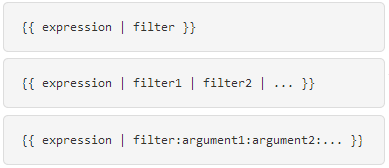 {{ expression | filter }}
{{ expression | filter1 | filter2 | ... }}
{{ expression | filter:argument1:argument2:... }}